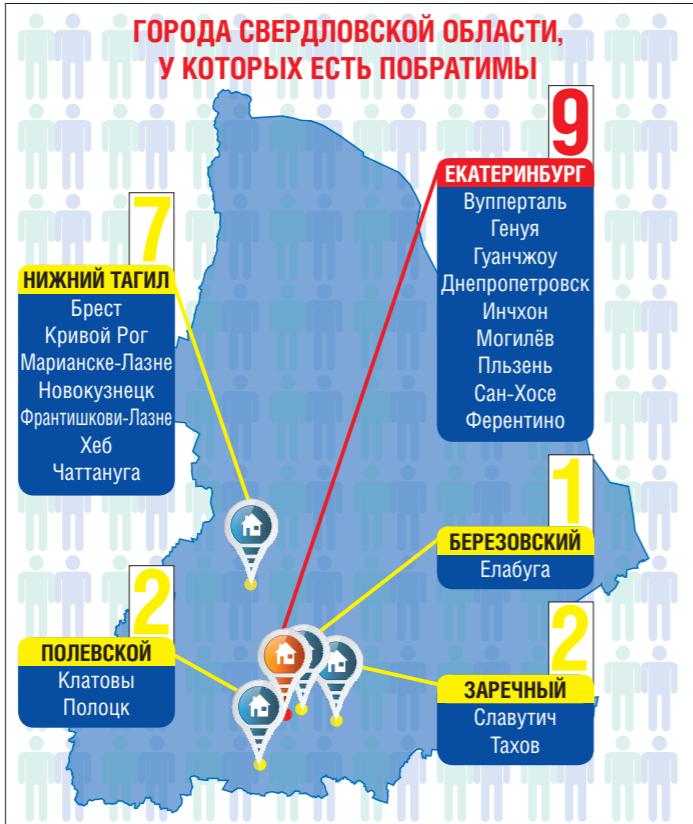 ГОРОДА СВЕРДЛОВСКОЙ ОБЛАСТИ,
У КОТОРЫХ ЕСТЬ ПОБРАТИМЫ
9
ЕКАТЕРИНБУРГ
Вупперталь
Генуя
Гуанчжоу
Днепропетровск
Инчхон
Могилёв
Пльзень
Сан-Хосе
Ферентино
7
НИЖНИЙ ТАГИЛ
Брест
Кривой Рог
Марианске-Лазне
Новокузнецк
Франтишкови-Лазне
Хеб
Чаттануга
1
БЕРЕЗОВСКИЙ
Елабуга
2
ПОЛЕВСКОЙ
Клатовы
Полоцк
2
ЗАРЕЧНЫЙ
Славутич
Тахов